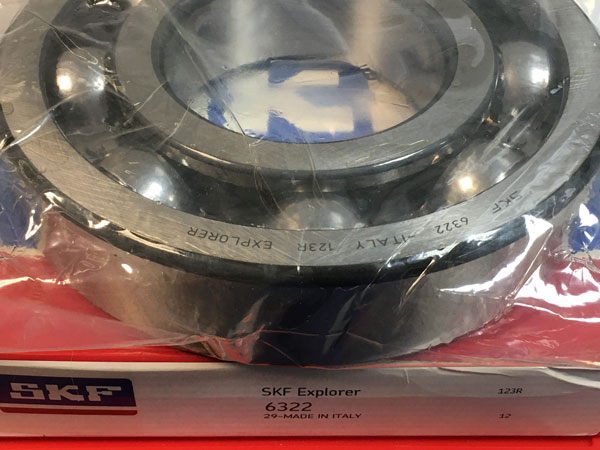 SKF 6322 -ITALY 123R EXPLORER
SKF
SKF Explorer
6322
29-MADE IN ITALY
123R
12